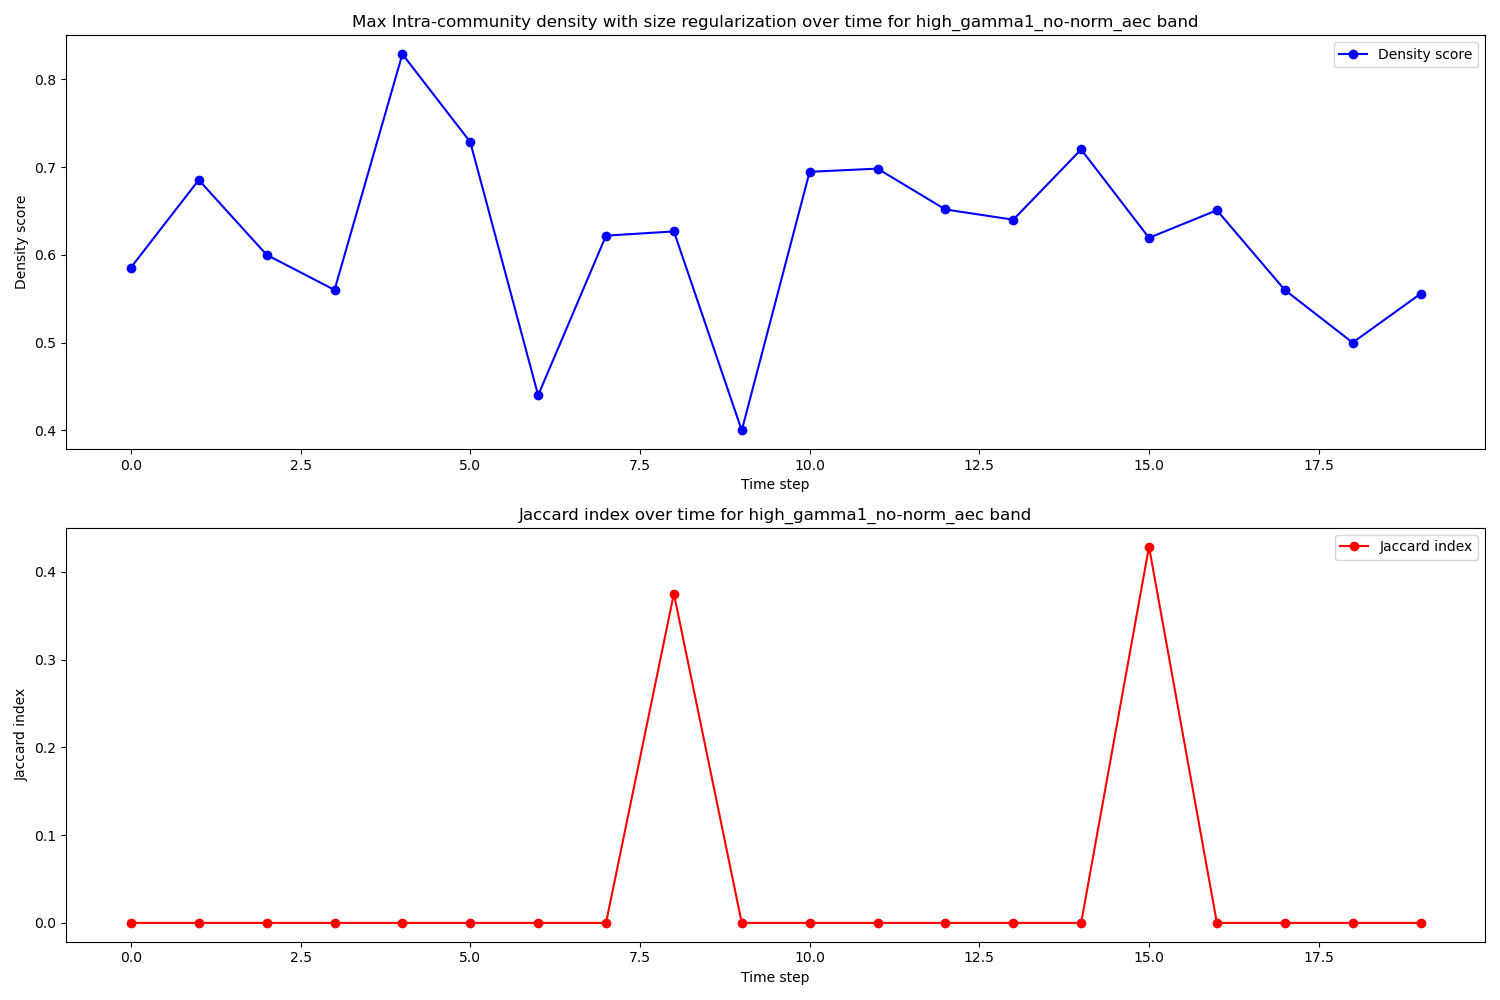 Max Intra-community density with size regularization over time for high_gamma1_no-norm_aec band
Density score
0.8
0.7
0.6
0.5
0.4
Density score
0.0 2.5 5.0 7.5 10.0 12.5 15.0 17.5
Time step
Jaccard index over time for high_gamma1_no-norm_aec band
Jaccard index
0.4
0.3
0.2
0.1
0.0
Jaccard index
0.0 2.5 5.0 7.5 10.0 12.5 15.0 17.5
Time step